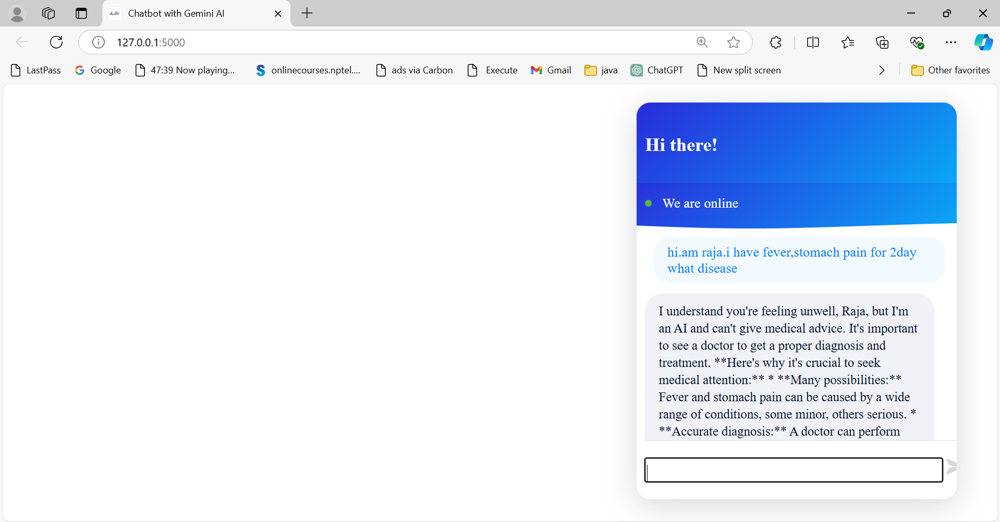 Chatbot with Gemini AI
127.0.0.1:5000
LastPass Google 47:39 Now playing... onlinecourses.nptel.... ads via Carbon Execute Gmail java ChatGPT New split screen Other favorites
Hi there!
We are online
hi.am raja.i have fever,stomach pain for 2day
what disease
I understand you're feeling unwell, Raja, but I'm
an AI and can't give medical advice. It's important
to see a doctor to get a proper diagnosis and
treatment. **Here's why it's crucial to seek
medical attention:** * **Many possibilities:**
Fever and stomach pain can be caused by a wide
range of conditions, some minor, others serious. *
**Accurate diagnosis:** A doctor can perform